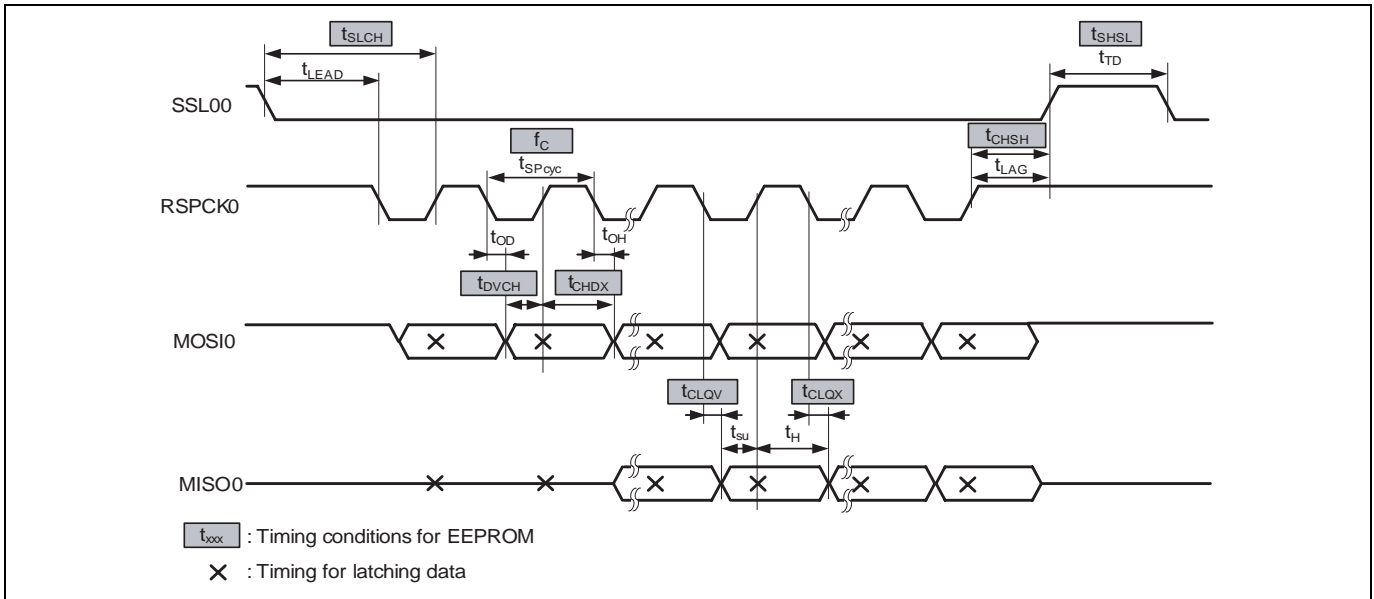 tSLCH
tSHSL
tLEAD
tTD
SSL00
fC
tCHSH
tSPcyc
tLAG
RSPCK0
tOD
tOH
tDVCH
tCHDX
MOSI0
tCLQV
tCLQX
tsu
tH
MISO0
txxx : Timing conditions for EEPROM
× : Timing for latching data